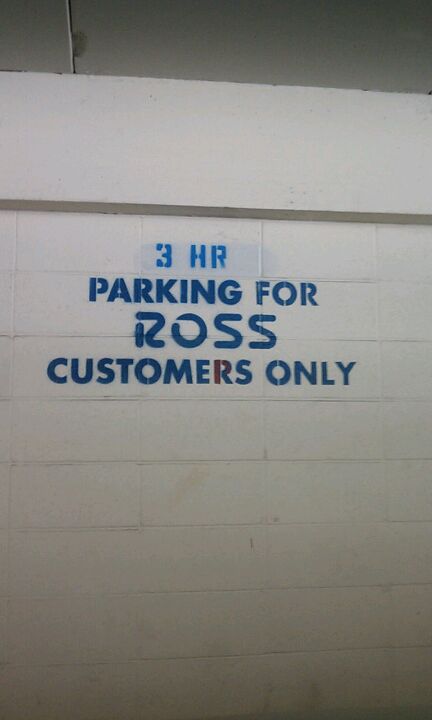 3 HR
PARKING FOR
ROSS
CUSTOMERS ONLY